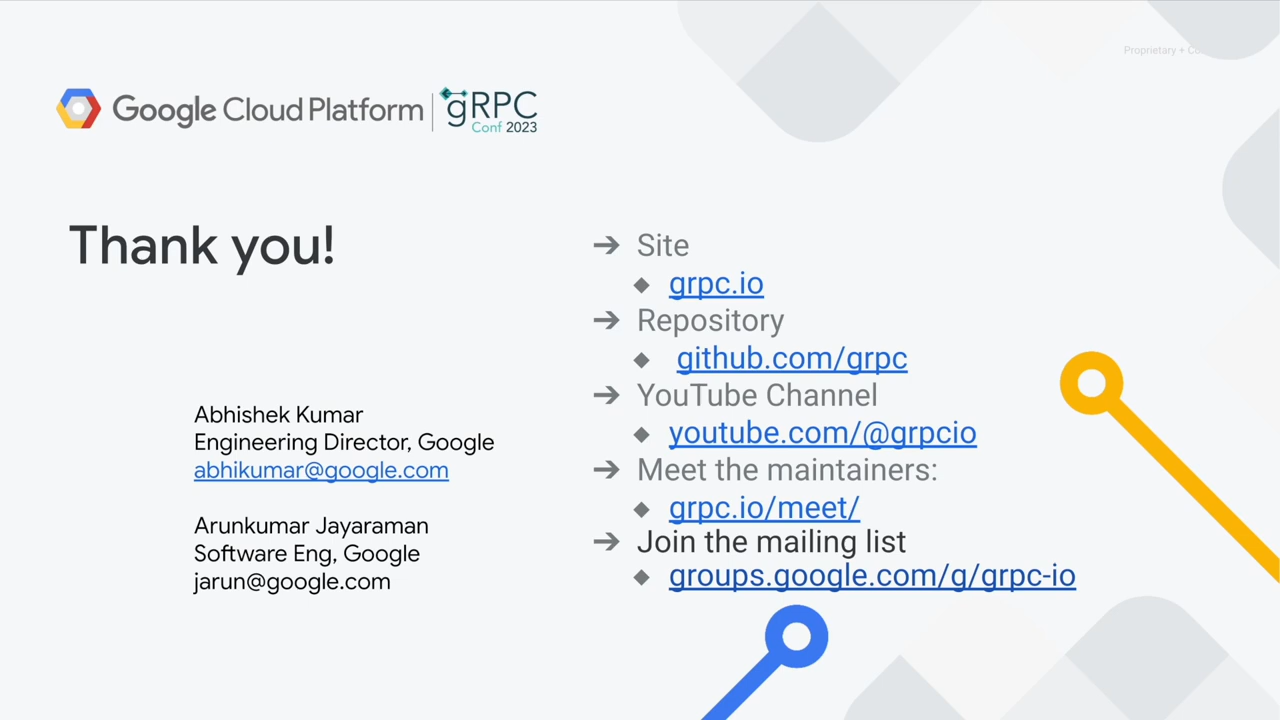 Proprietary +
Google Cloud Platform
gRPC
Conf 2023
Thank you!
Abhishek Kumar
Engineering Director, Google
abhikumar@google.com
Arunkumar Jayaraman
Software Eng, Google
jarun@google.com
➔ Site
◆ grpc.io
➔ Repository
◆ github.com/grpc
➔ YouTube Channel
◆ youtube.com/@grpcio
➔ Meet the maintainers:
◆ grpc.io/meet/
➔ Join the mailing list
◆ groups.google.com/g/grpc-io